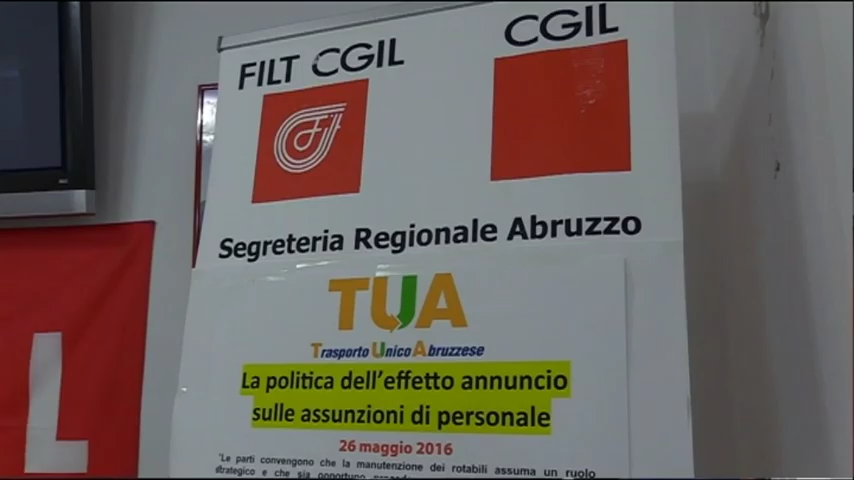 FILT CGIL
CGIL
Segreteria Regionale Abruzzo
TUA
Trasporto Unico Abruzzese
La politica dell'effetto annuncio
sulle assunzioni di personale
26 maggio 2016
"Le parti convengono che la manutenzione dei rotabili assuma un ruolo
strategico e che sia opportuno
L